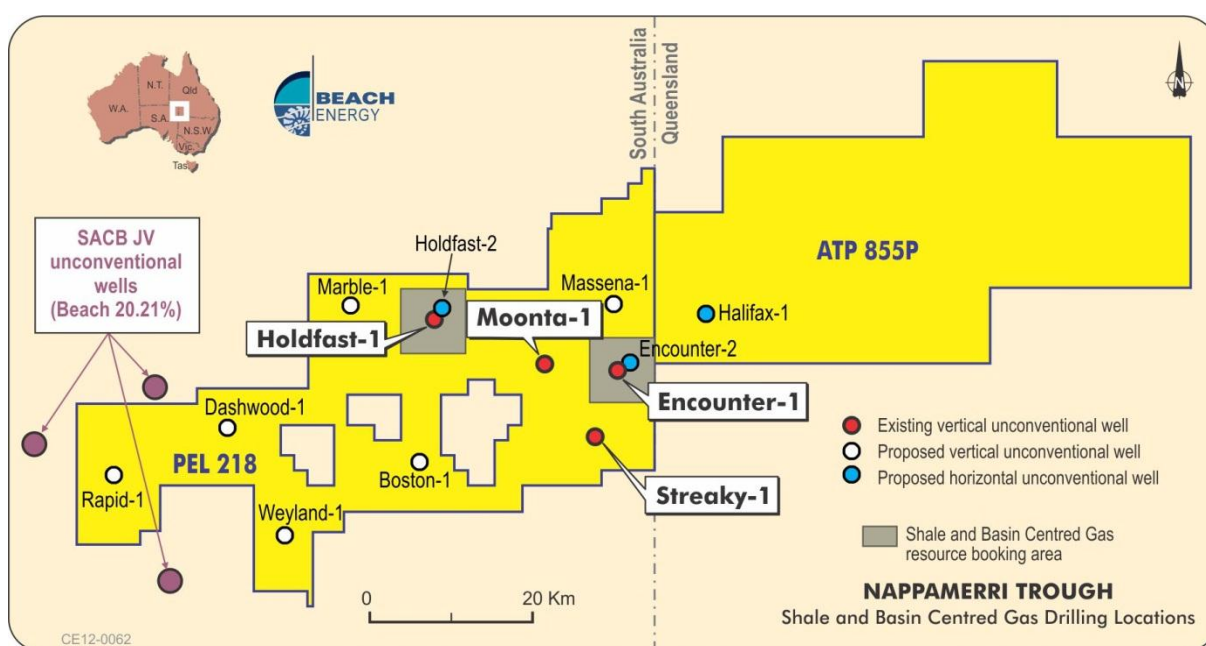 N.T.
Qld
W.A.
S.A.
N.S.W.
Vic.
Tas
BEACH
ENERGY
South Australia
Queensland
SACB JV
unconventional
wells
(Beach 20.21%)
Holdfast-2
Marble-1
Massena-1
ATP 855P
Holdfast-1
Moonta-1
Halifax-1
Encounter-2
Encounter-1
Dashwood-1
PEL 218
Boston-1
Rapid-1
Weyland-1
Streaky-1
Existing vertical unconventional well
Proposed vertical unconventional well
Proposed horizontal unconventional well
Shale and Basin Centred Gas
resource booking area
0 20 Km
NAPPAMERRI TROUGH
Shale and Basin Centred Gas Drilling Locations
CE12-0062